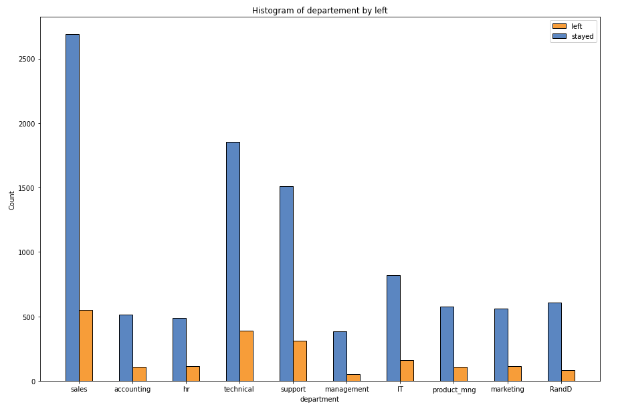 Histogram of departement by left
left
stayed
2500
2000
1500
1000
500
0
Count
sales accounting hr technical support management IT product_mng marketing RandD
department